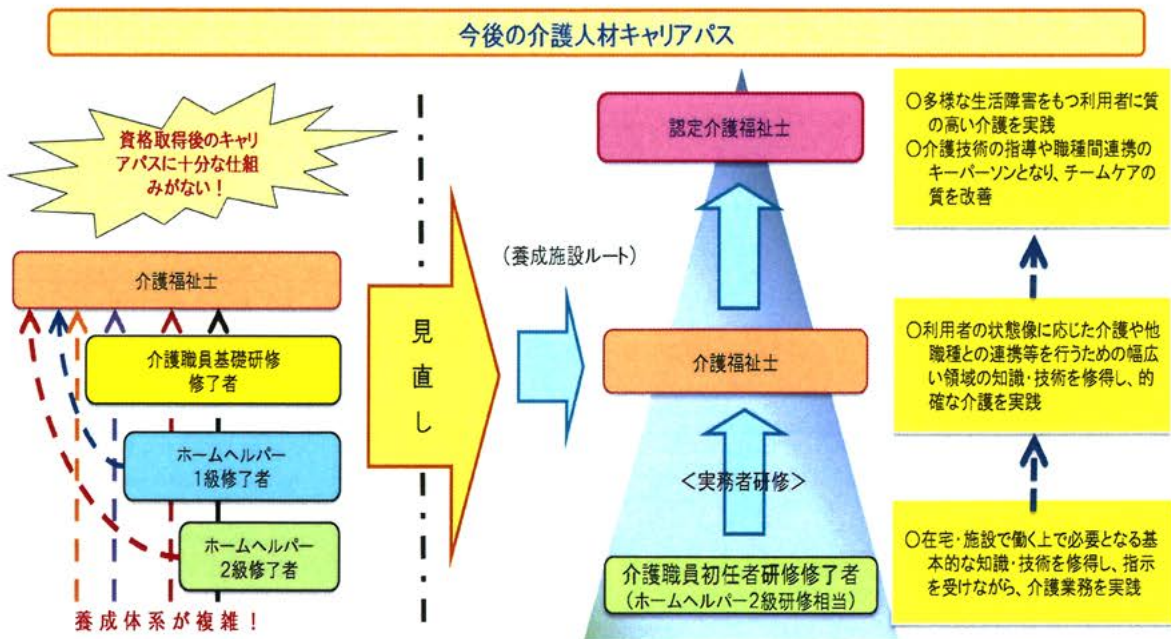 今後の介護人材キャリアパス
資格取得後のキャリ
アパスに十分な仕組
みがない！
介護福祉士
介護職員基礎研修
修了者
ホームヘルパー
1級修了者
ホームヘルパー
2級修了者
養成体系が複雑！
見
直
し
（養成施設ルート）
認定介護福祉士
介護福祉士
＜実務者研修＞
介護職員初任者研修修了者
（ホームヘルパー2級研修相当）
○多様な生活障害をもつ利用者に質
の高い介護を実践
○介護技術の指導や職種間連携の
キーパーソンとなり、チームケアの
質を改善
○利用者の状態像に応じた介護や他
職種との連携等を行うための幅広
い領域の知識・技術を修得し、的
確な介護を実践
○在宅・施設で働く上で必要となる基
本的な知識・技術を修得し、指示
を受けながら、介護業務を実践